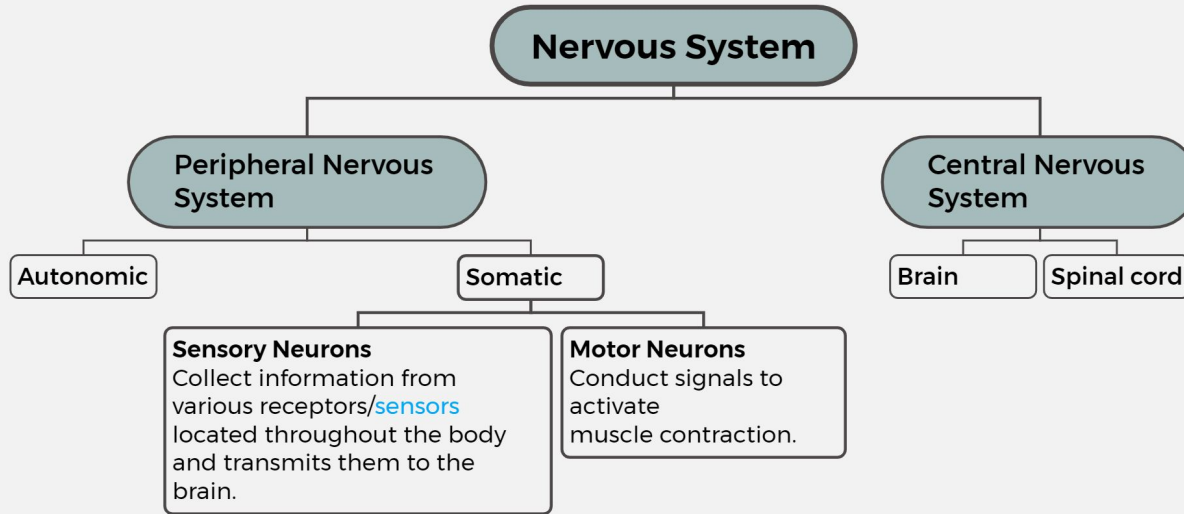 Nervous System
Peripheral Nervous
System
Central Nervous
System
Autonomic
Somatic
Brain
Spinal cord
Sensory Neurons
Collect information from
various receptors/sensors
located throughout the body
and transmits them to the
brain.
Motor Neurons
Conduct signals to
activate
muscle contraction.